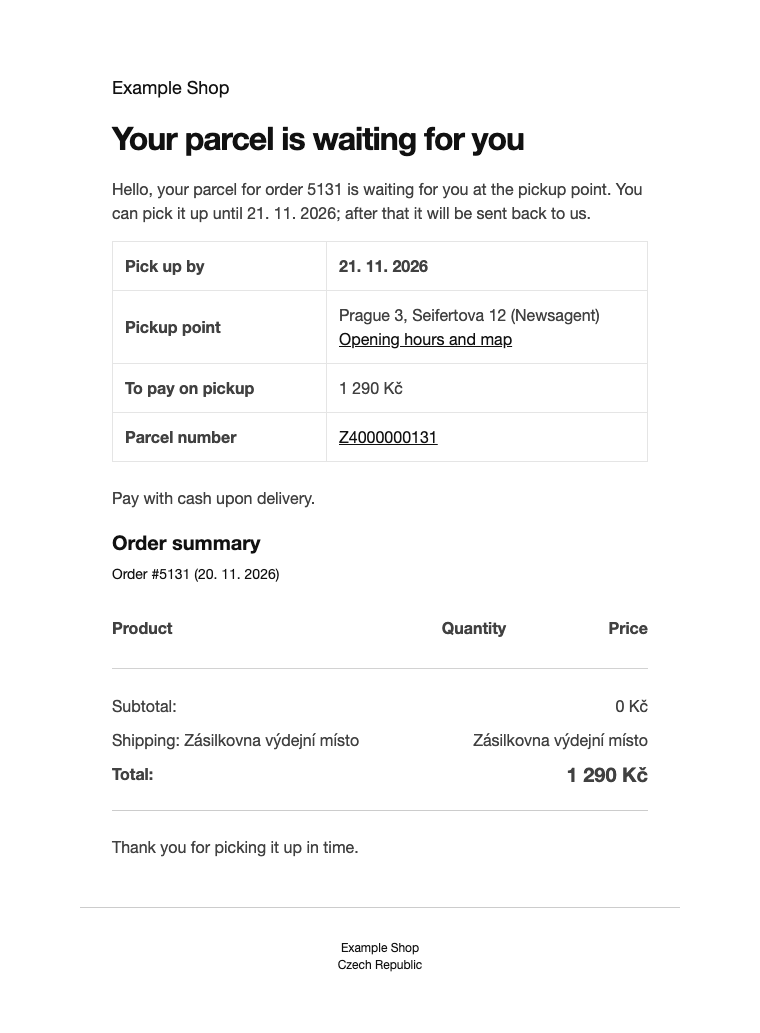 Example Shop
Your parcel is waiting for you
Hello, your parcel for order 5131 is waiting for you at the pickup point. You
can pick it up until 21. 11. 2026; after that it will be sent back to us.
Pick up by 21. 11. 2026
Pickup point Prague 3, Seifertova 12 (Newsagent)
Opening hours and map
To pay on pickup 1 290 Kč
Parcel number Z4000000131
Pay with cash upon delivery.
Order summary
Order #5131 (20. 11. 2026)
Product Quantity Price
Subtotal: 0 Kč
Shipping: Zásilkovna výdejní místo Zásilkovna výdejní místo
Total: 1 290 Kč
Thank you for picking it up in time.
Example Shop
Czech Republic